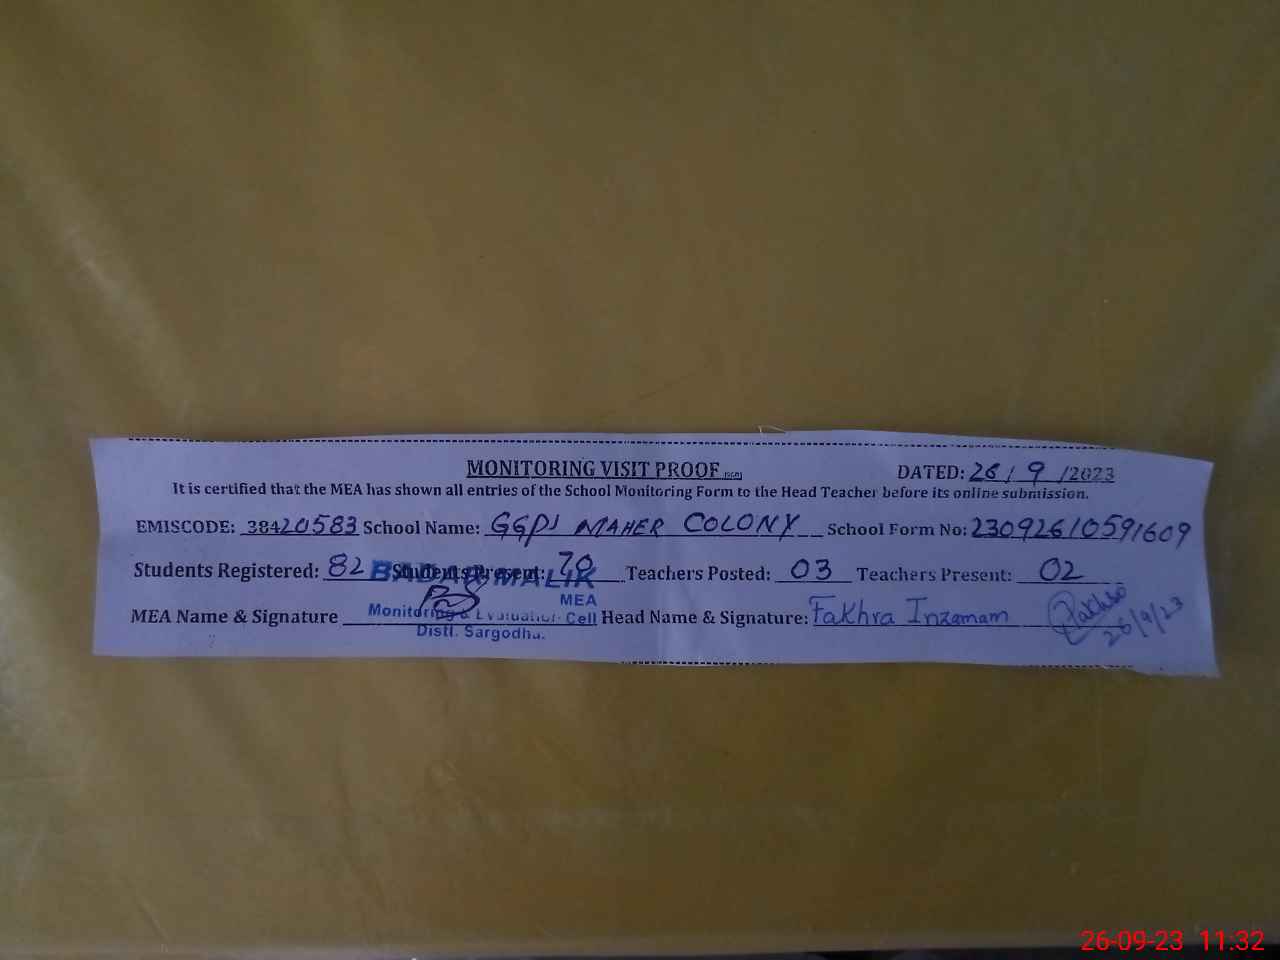 MONITORING VISIT PROOF
DATED: 26/9/2023
It is certified that the MEA has shown all entries of the School Monitoring Form to the Head Teacher before its online submission.
EMISCODE: 38420583 School Name: GGPS MAHER COLONY School Form No: 23092610591609
Students Registered: 82 Students Present: 70 Teachers Posted: 03 Teachers Present: 02
BADAR MALIK
MEA
MEA Name & Signature Head Name & Signature: Fakhra Inzamam
Monitoring & Evaluation Cell
Distt. Sargodha.
26/9/23
26-09-23 11:32